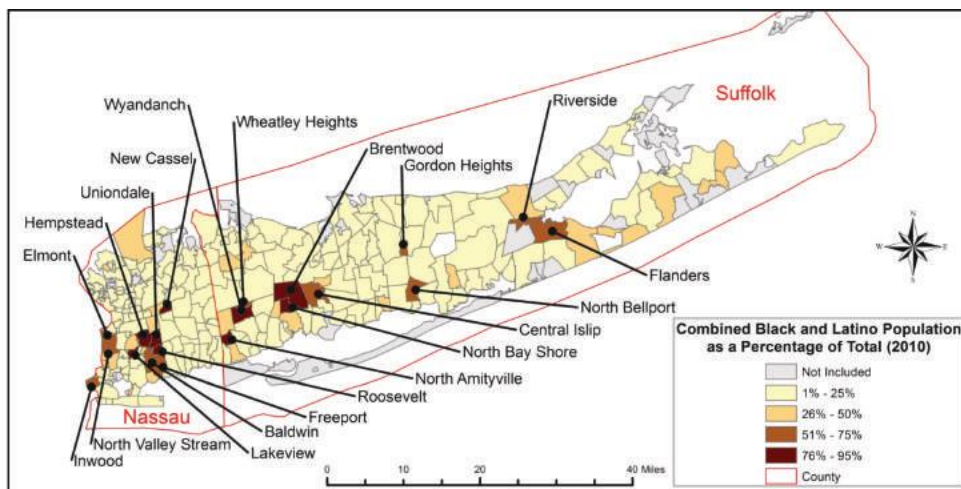 Suffolk
Riverside
Wyandanch
Wheatley Heights
Brentwood
Gordon Heights
New Cassel
Uniondale
Hempstead
Elmont
Flanders
North Bellport
Central Islip
North Bay Shore
North Amityville
Roosevelt
Freeport
Baldwin
Lakeview
North Valley Stream
Inwood
Nassau
N
W
E
S
Combined Black and Latino Population
as a Percentage of Total (2010)
Not Included
1% - 25%
26% - 50%
51% - 75%
76% - 95%
County
0 10 20 40 Miles